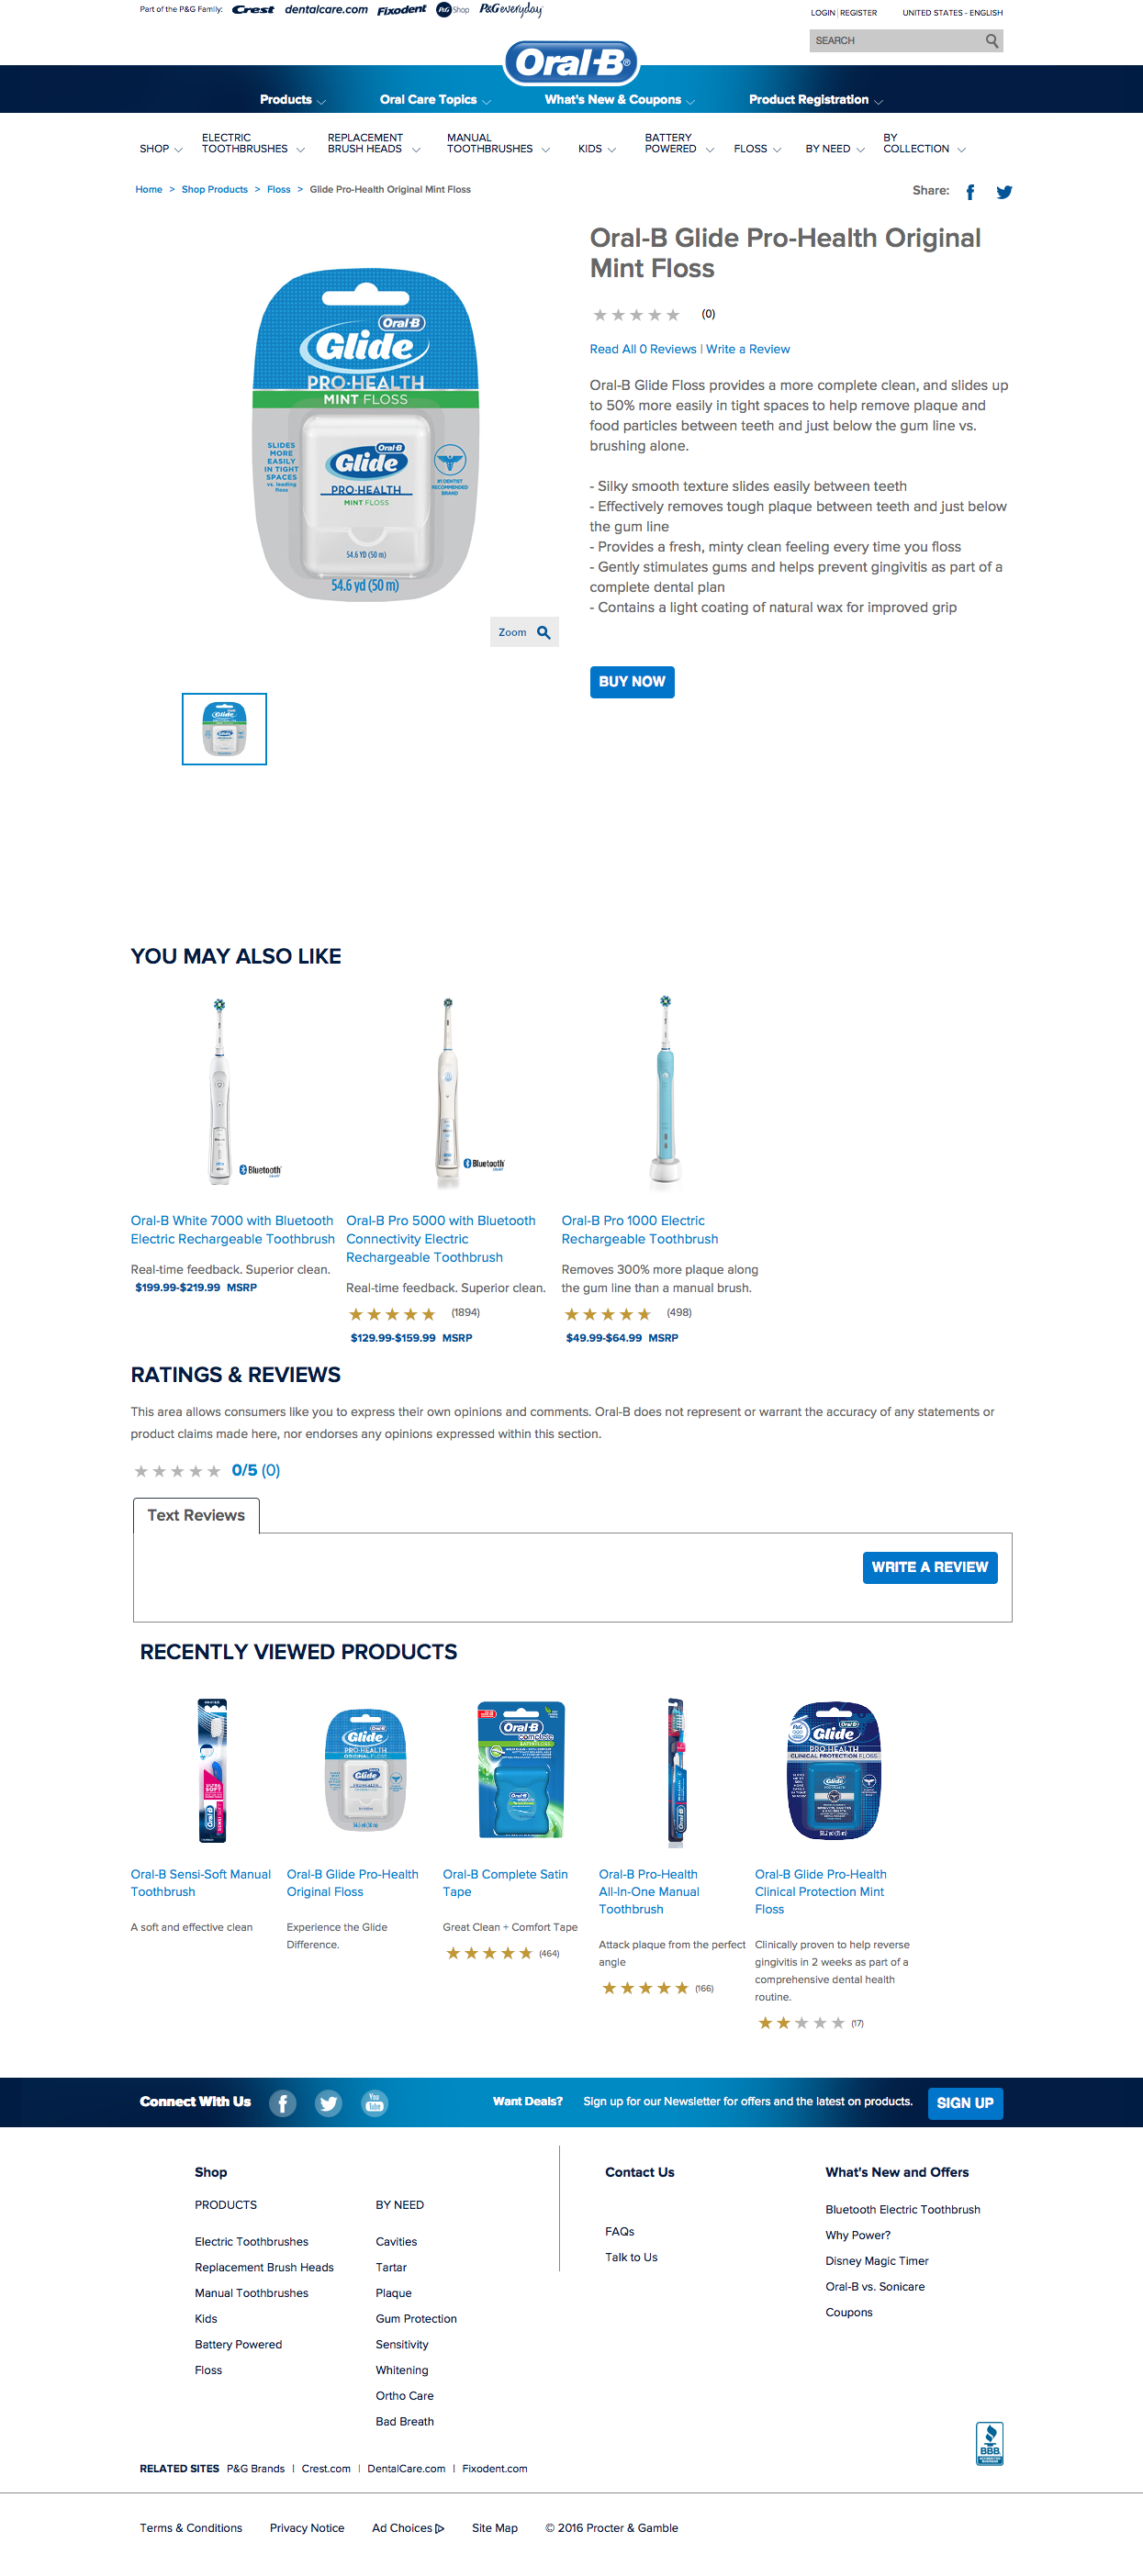 Part of the P&G Family: Crest dentalcare.com Fixodent P&G Shop P&G everyday
LOGIN | REGISTER UNITED STATES - ENGLISH
SEARCH
Oral-B®
Products Oral Care Topics What's New & Coupons Product Registration
SHOP ELECTRIC TOOTHBRUSHES REPLACEMENT BRUSH HEADS MANUAL TOOTHBRUSHES KIDS BATTERY POWERED FLOSS BY NEED BY COLLECTION
Home > Shop Products > Floss > Glide Pro-Health Original Mint Floss
Share:
Oral-B
Glide
PRO-HEALTH
MINT FLOSS
SLIDES
MORE
EASILY
IN TIGHT
SPACES
vs. leading
floss
Oral-B
Glide
PRO-HEALTH
MINT FLOSS
#1 DENTIST
RECOMMENDED
BRAND
54.6 YD (50 m)
54.6 yd (50 m)
Zoom
Oral-B Glide Pro-Health Original
Mint Floss
(0)
Read All 0 Reviews | Write a Review
Oral-B Glide Floss provides a more complete clean, and slides up
to 50% more easily in tight spaces to help remove plaque and
food particles between teeth and just below the gum line vs.
brushing alone.
- Silky smooth texture slides easily between teeth
- Effectively removes tough plaque between teeth and just below
the gum line
- Provides a fresh, minty clean feeling every time you floss
- Gently stimulates gums and helps prevent gingivitis as part of a
complete dental plan
- Contains a light coating of natural wax for improved grip
BUY NOW
YOU MAY ALSO LIKE
Bluetooank
Oral-B White 7000 with Bluetooth
Electric Rechargeable Toothbrush
Real-time feedback. Superior clean.
$199.99-$219.99 MSRP
Bluetooth
Oral-B Pro 5000 with Bluetooth
Connectivity Electric
Rechargeable Toothbrush
Real-time feedback. Superior clean.
(1894)
$129.99-$159.99 MSRP
Oral-B Pro 1000 Electric
Rechargeable Toothbrush
Removes 300% more plaque along
the gum line than a manual brush.
(498)
$49.99-$64.99 MSRP
RATINGS & REVIEWS
This area allows consumers like you to express their own opinions and comments. Oral-B does not represent or warrant the accuracy of any statements or
product claims made here, nor endorses any opinions expressed within this section.
0/5 (0)
Text Reviews
WRITE A REVIEW
RECENTLY VIEWED PRODUCTS
Oral-B Sensi-Soft Manual
Toothbrush
A soft and effective clean
Oral-B Glide Pro-Health
Original Floss
Experience the Glide
Difference.
Oral-B Complete Satin
Tape
Great Clean + Comfort Tape
(464)
Oral-B Pro-Health
All-In-One Manual
Toothbrush
Attack plaque from the perfect
angle
(166)
Oral-B Glide Pro-Health
Clinical Protection Mint
Floss
Clinically proven to help reverse
gingivitis in 2 weeks as part of a
comprehensive dental health
routine.
(17)
Connect With Us You Tube Want Deals? Sign up for our Newsletter for offers and the latest on products. SIGN UP
Shop
PRODUCTS
Electric Toothbrushes
Replacement Brush Heads
Manual Toothbrushes
Kids
Battery Powered
Floss
BY NEED
Cavities
Tartar
Plaque
Gum Protection
Sensitivity
Whitening
Ortho Care
Bad Breath
Contact Us
FAQs
Talk to Us
What's New and Offers
Bluetooth Electric Toothbrush
Why Power?
Disney Magic Timer
Oral-B vs. Sonicare
Coupons
BBB
RELATED SITES P&G Brands | Crest.com | DentalCare.com | Fixodent.com
Terms & Conditions Privacy Notice Ad Choices Site Map © 2016 Procter & Gamble